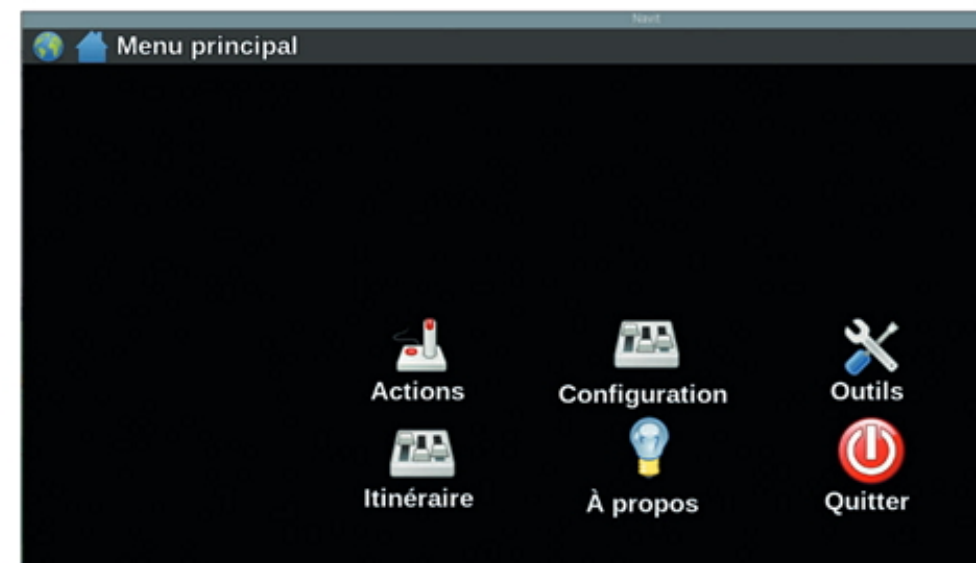 Navit
Menu principal
Actions
Configuration
Outils
Itinéraire
À propos
Quitter